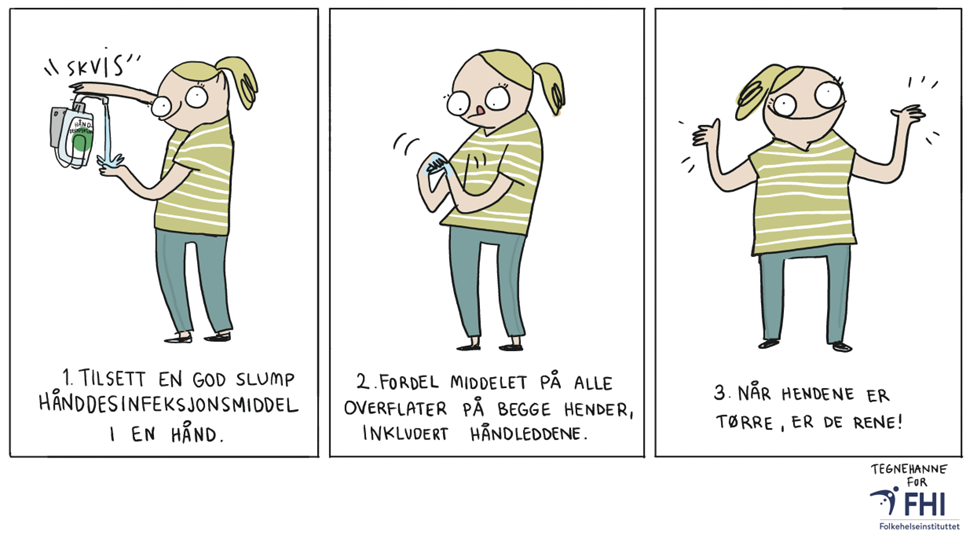 "SKVIS"
HÅND-
1. TILSETT EN GOD SLUMP
HÅNDDESINFEKSJONSMIDDEL
I EN HÅND.
2. FORDEL MIDDELET PÅ ALLE
OVERFLATER PÅ BEGGE HENDER,
INKLUDERT HÅNDLEDDENE.
3. NÅR HENDENE ER
TØRRE, ER DE RENE!
TEGNEHANNE
FOR
FHI
Folkehelseinstituttet